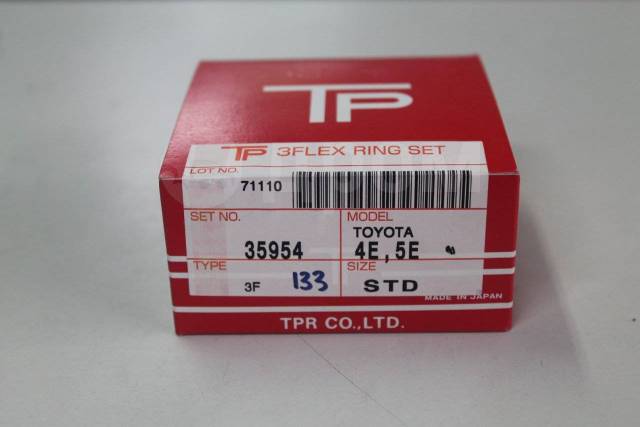 TP
TP 3FLEX RING SET
LOT NO.
71110
SET NO.
35954
MODEL
TOYOTA
4E, 5E
TYPE
3F
133
SIZE
STD
MADE IN JAPAN
TPR CO.,LTD.